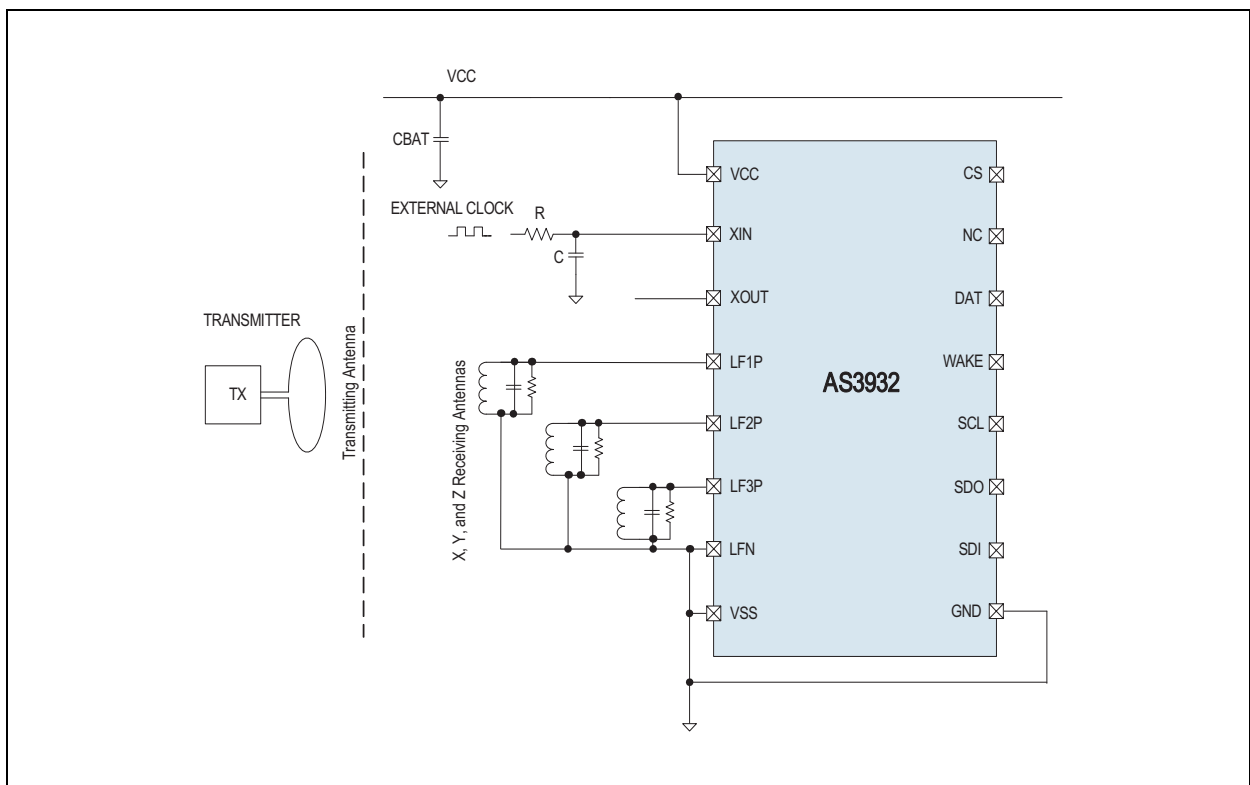 VCC
CBAT
EXTERNAL CLOCK
R
C
TRANSMITTER
TX
Transmitting Antenna
X, Y, and Z Receiving Antennas
AS3932
VCC
XIN
XOUT
LF1P
LF2P
LF3P
LFN
VSS
CS
NC
DAT
WAKE
SCL
SDO
SDI
GND